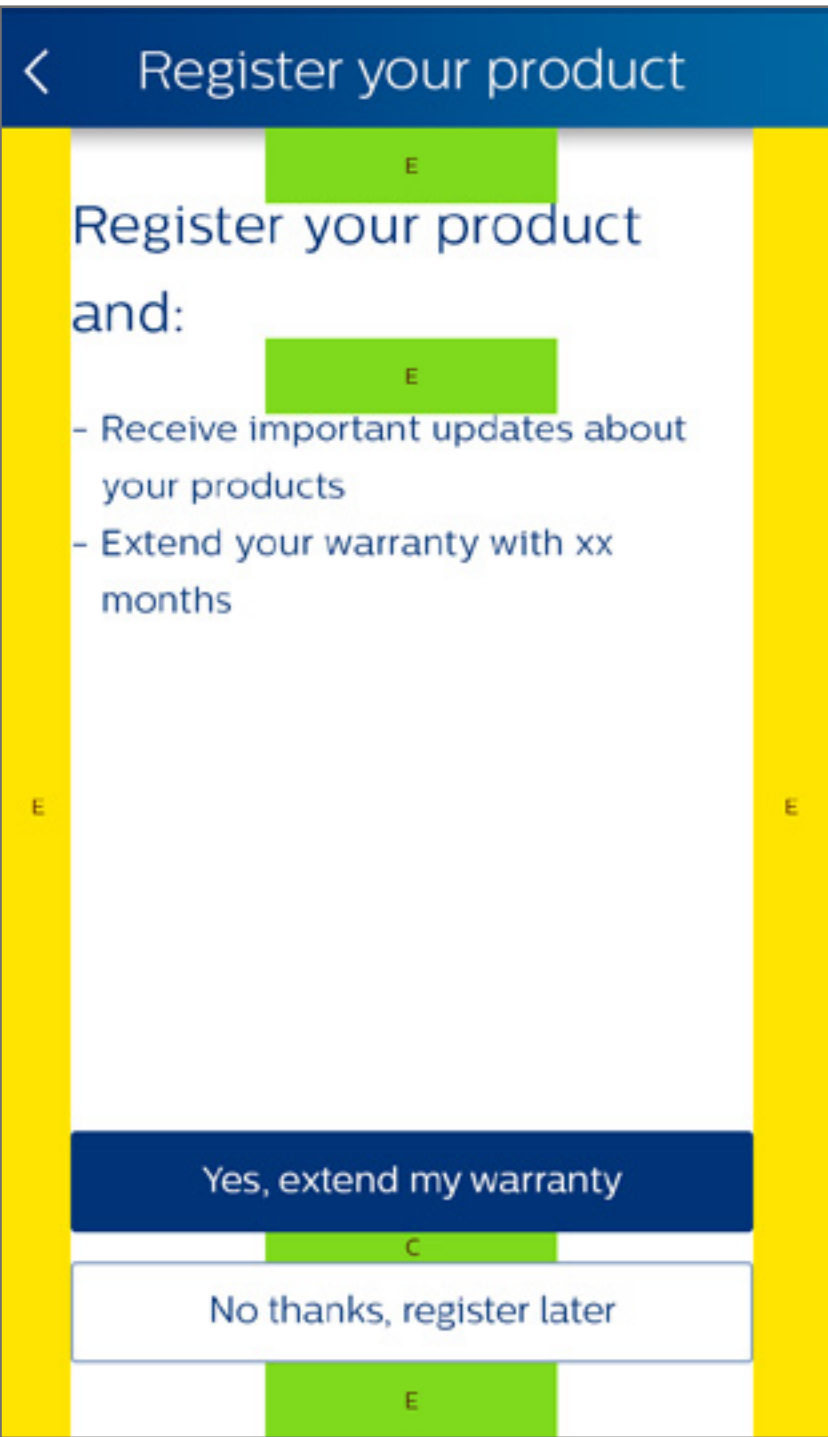 Register your product
E
Register your product
and:
E
- Receive important updates about
your products
- Extend your warranty with xx
months
E
E
Yes, extend my warranty
C
No thanks, register later
E